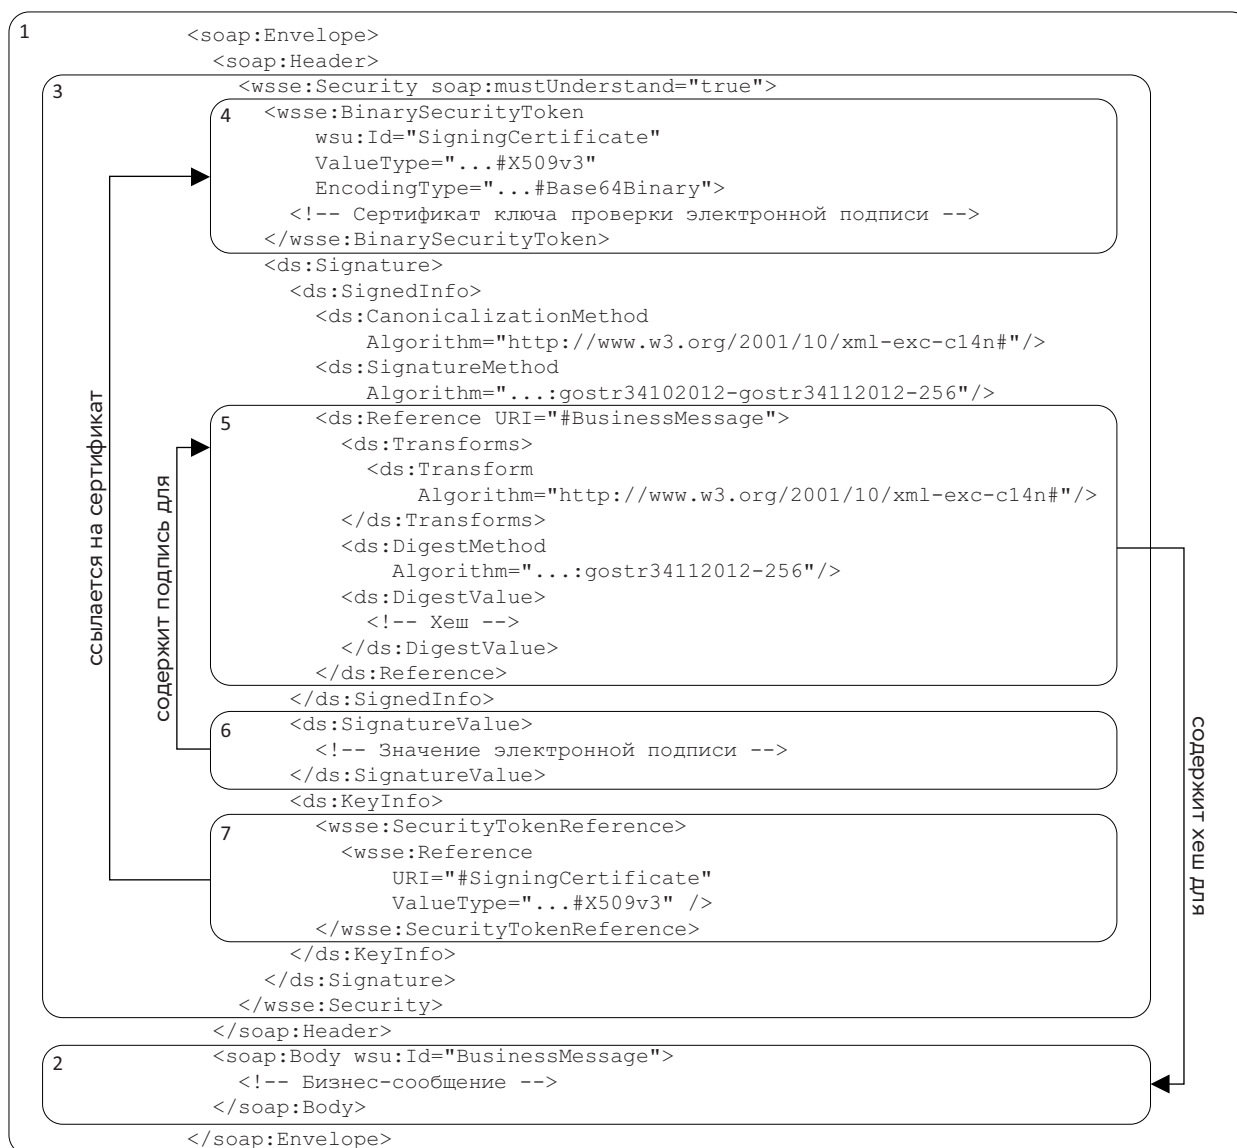 1
<soap:Envelope>
<soap:Header>
3
<wsse:Security soap:mustUnderstand="true">
4
<wsse:BinarySecurityToken
wsu:Id="SigningCertificate"
ValueType="...#X509v3"
EncodingType="...#Base64Binary">
<!-- Сертификат ключа проверки электронной подписи -->
</wsse:BinarySecurityToken>
<ds:Signature>
<ds:SignedInfo>
<ds:CanonicalizationMethod
Algorithm="http://www.w3.org/2001/10/xml-exc-c14n#"/>
<ds:SignatureMethod
Algorithm="...:gostr34102012-gostr34112012-256"/>
5
<ds:Reference URI="#BusinessMessage">
<ds:Transforms>
<ds:Transform
Algorithm="http://www.w3.org/2001/10/xml-exc-c14n#"/>
</ds:Transforms>
<ds:DigestMethod
Algorithm="...:gostr34112012-256"/>
<ds:DigestValue>
<!-- Хеш -->
</ds:DigestValue>
</ds:Reference>
</ds:SignedInfo>
6
<ds:SignatureValue>
<!-- Значение электронной подписи -->
</ds:SignatureValue>
<ds:KeyInfo>
7
<wsse:SecurityTokenReference>
<wsse:Reference
URI="#SigningCertificate"
ValueType="...#X509v3" />
</wsse:SecurityTokenReference>
</ds:KeyInfo>
</ds:Signature>
</wsse:Security>
</soap:Header>
2
<soap:Body wsu:Id="BusinessMessage">
<!-- Бизнес-сообщение -->
</soap:Body>
</soap:Envelope>
ссылается на сертификат
содержит подпись для
содержит хеш для